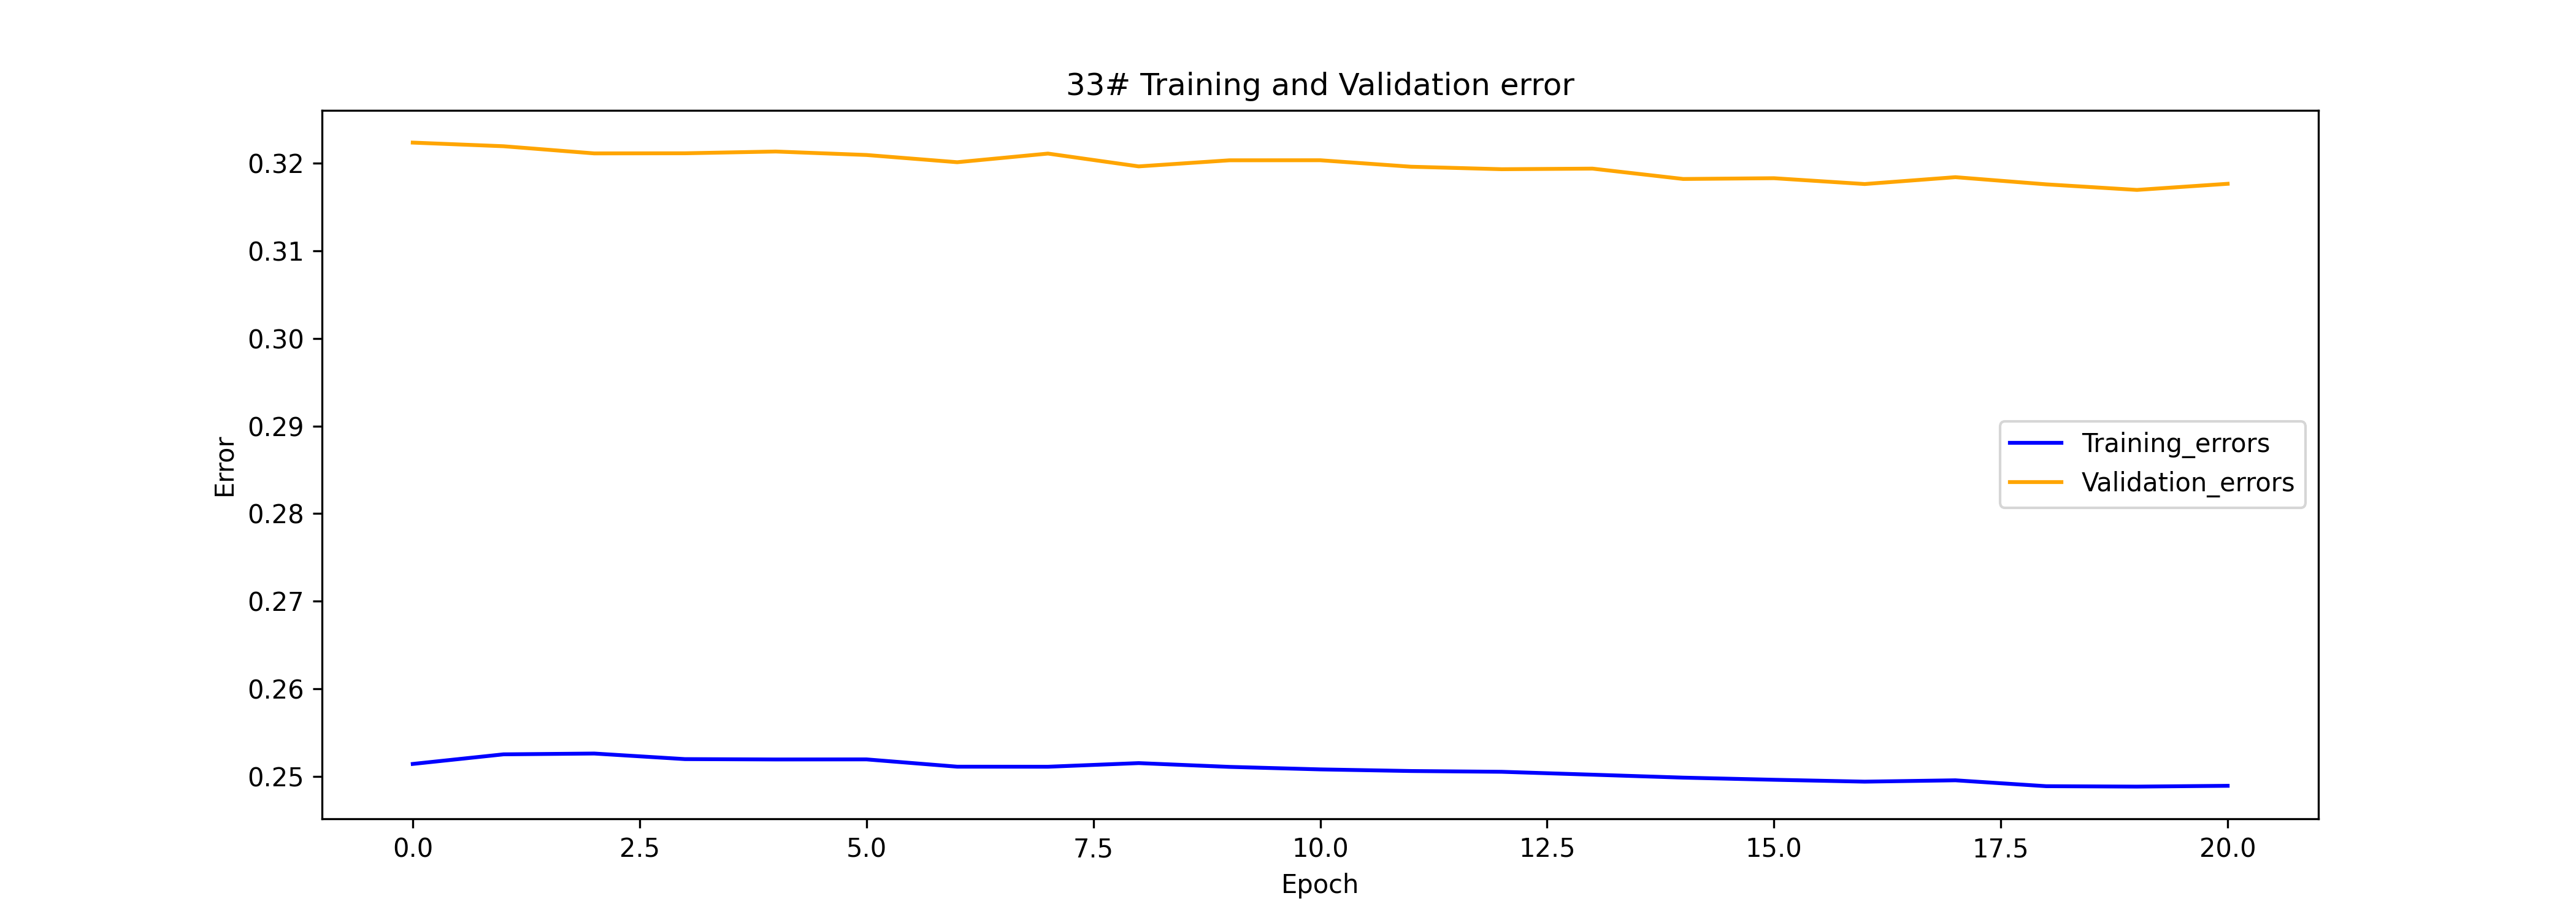 33# Training and Validation error
0.32
0.31
0.30
0.29
0.28
0.27
0.26
0.25
Error
Training_errors
Validation_errors
0.0 2.5 5.0 7.5 10.0 12.5 15.0 17.5 20.0
Epoch